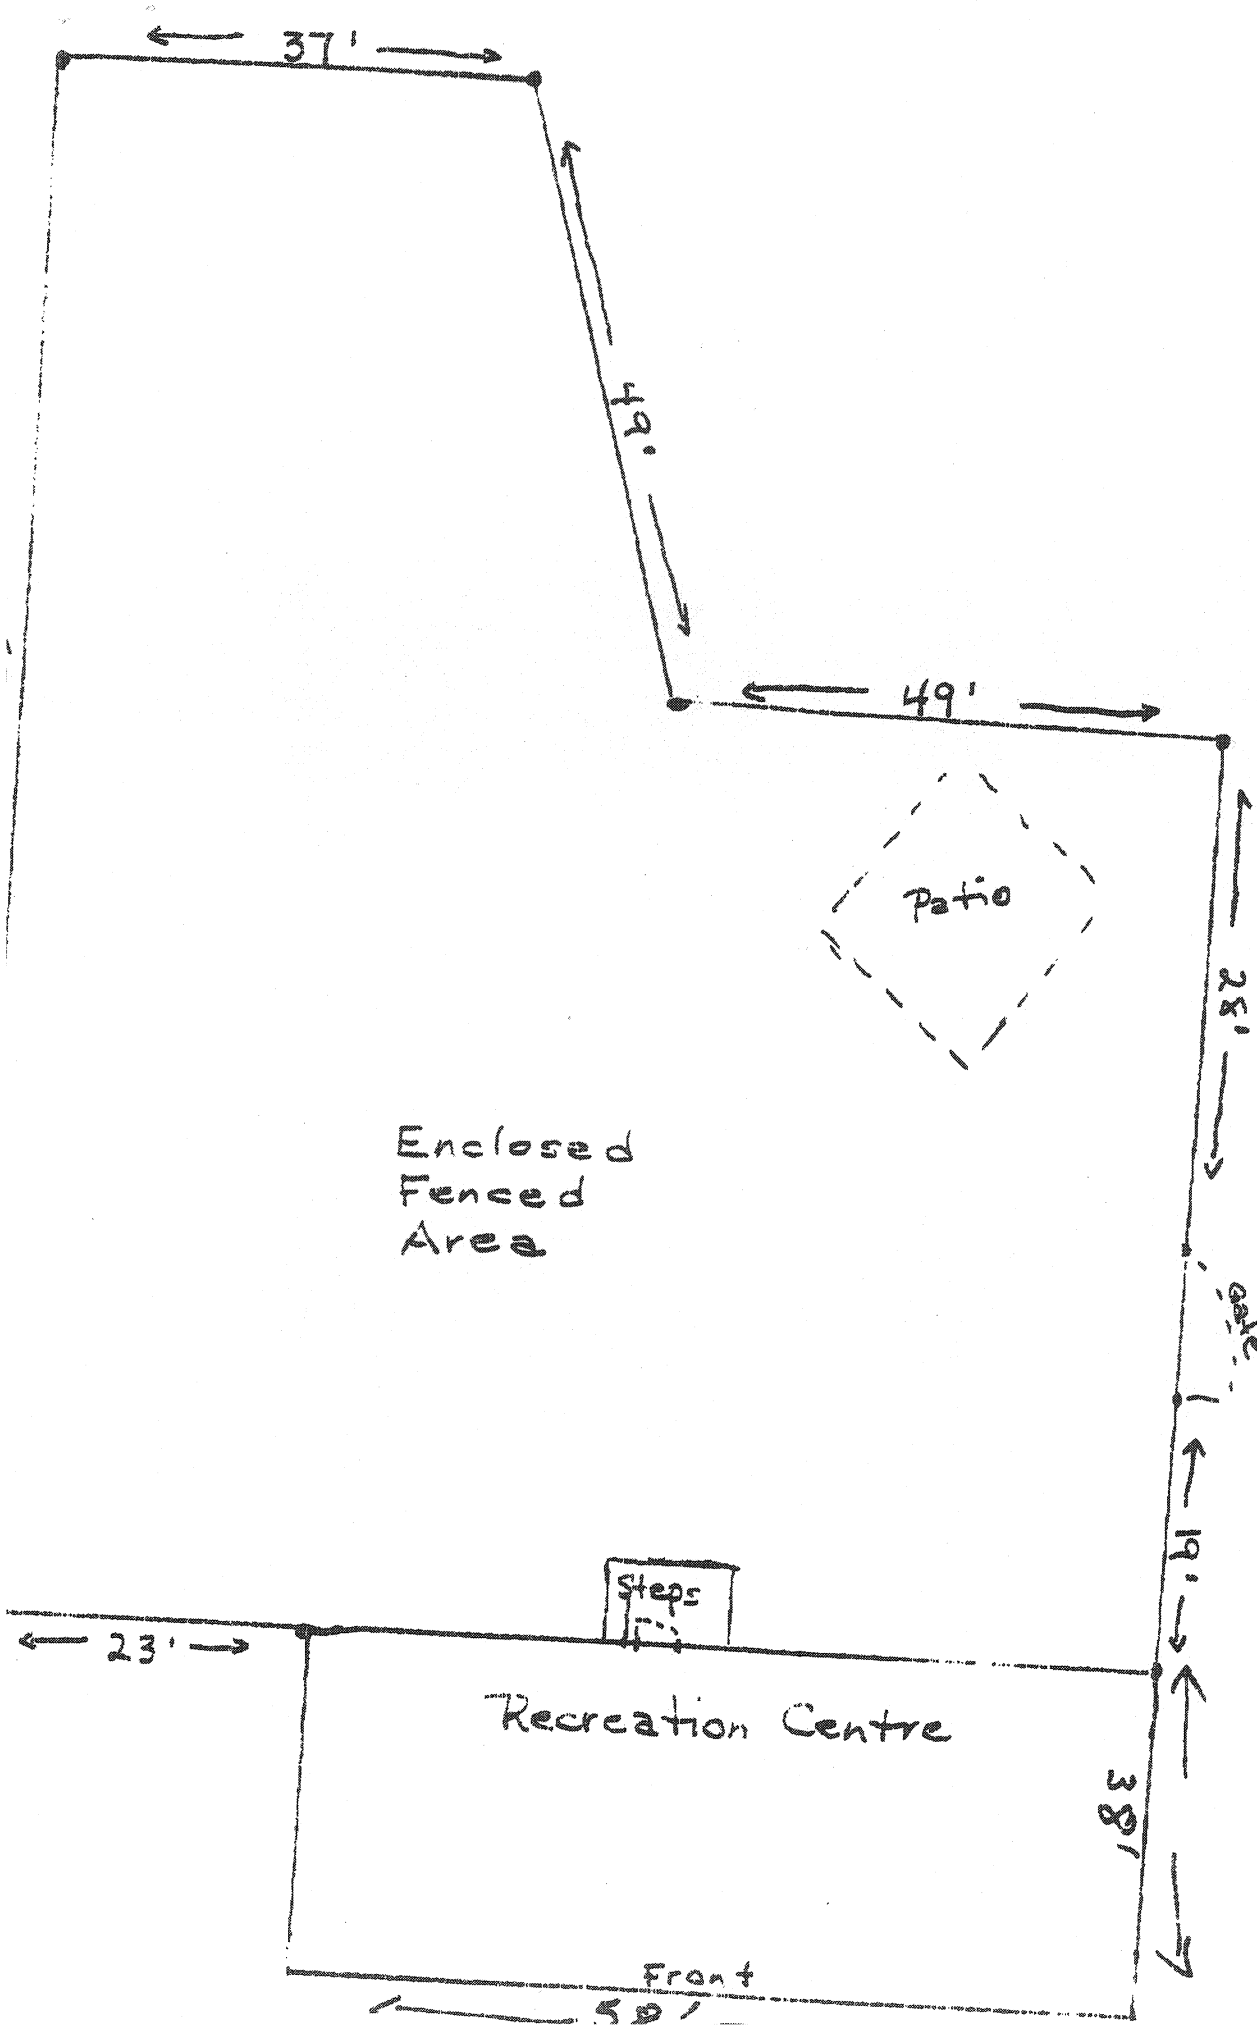 37'
49'
49'
Patio
28'
Enclosed
Fenced
Area
Gate
19'
Steps
23'
Recreation Centre
38'
Front